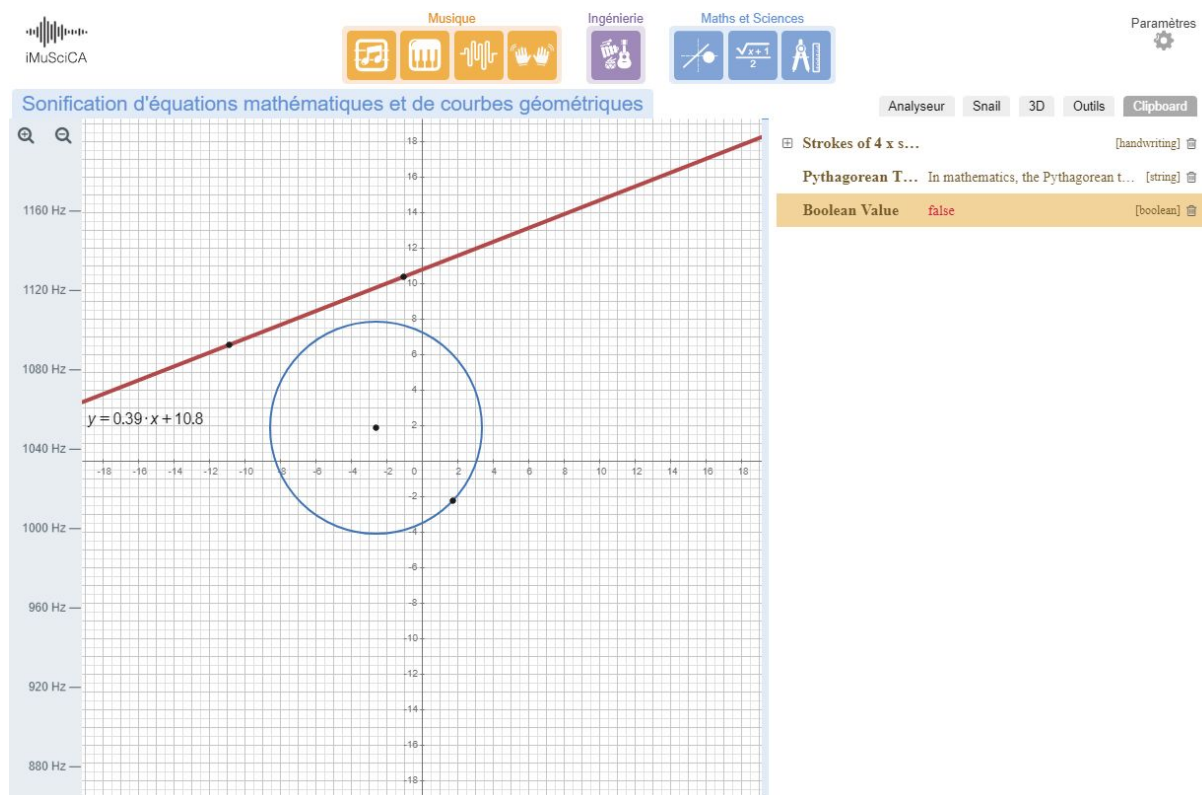 Musique
Ingénierie
Maths et Sciences
Paramètres
iMuSciCA
√x+1
2
Sonification d'équations mathématiques et de courbes géométriques
Analyseur Snail 3D Outils Clipboard
Strokes of 4 x s... [handwriting]
Pythagorean T... In mathematics, the Pythagorean t... [string]
Boolean Value false [boolean]
1160 Hz
1120 Hz
1080 Hz
1040 Hz
1000 Hz
960 Hz
920 Hz
880 Hz
y = 0.39 · x + 10.8
18
16
14
12
10
8
6
4
2
-18 -16 -14 -12 -10 -8 -6 -4 -2 0 2 4 6 8 10 12 14 16 18
-2
-4
-6
-8
-10
-12
-14
-16
-18